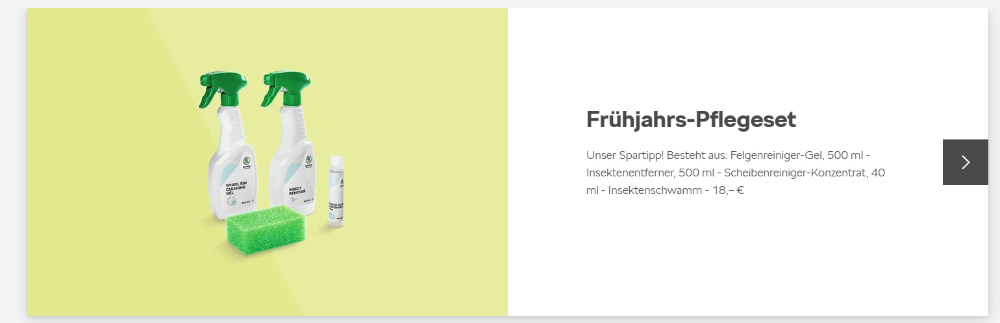 Frühjahrs-Pflegeset
Unser Spartipp! Besteht aus: Felgenreiniger-Gel, 500 ml -
Insektenentferner, 500 ml - Scheibenreiniger-Konzentrat, 40
ml - Insektenschwamm - 18,– €
WHEEL RIM
CLEANING
GEL
INSECT
REMOVER